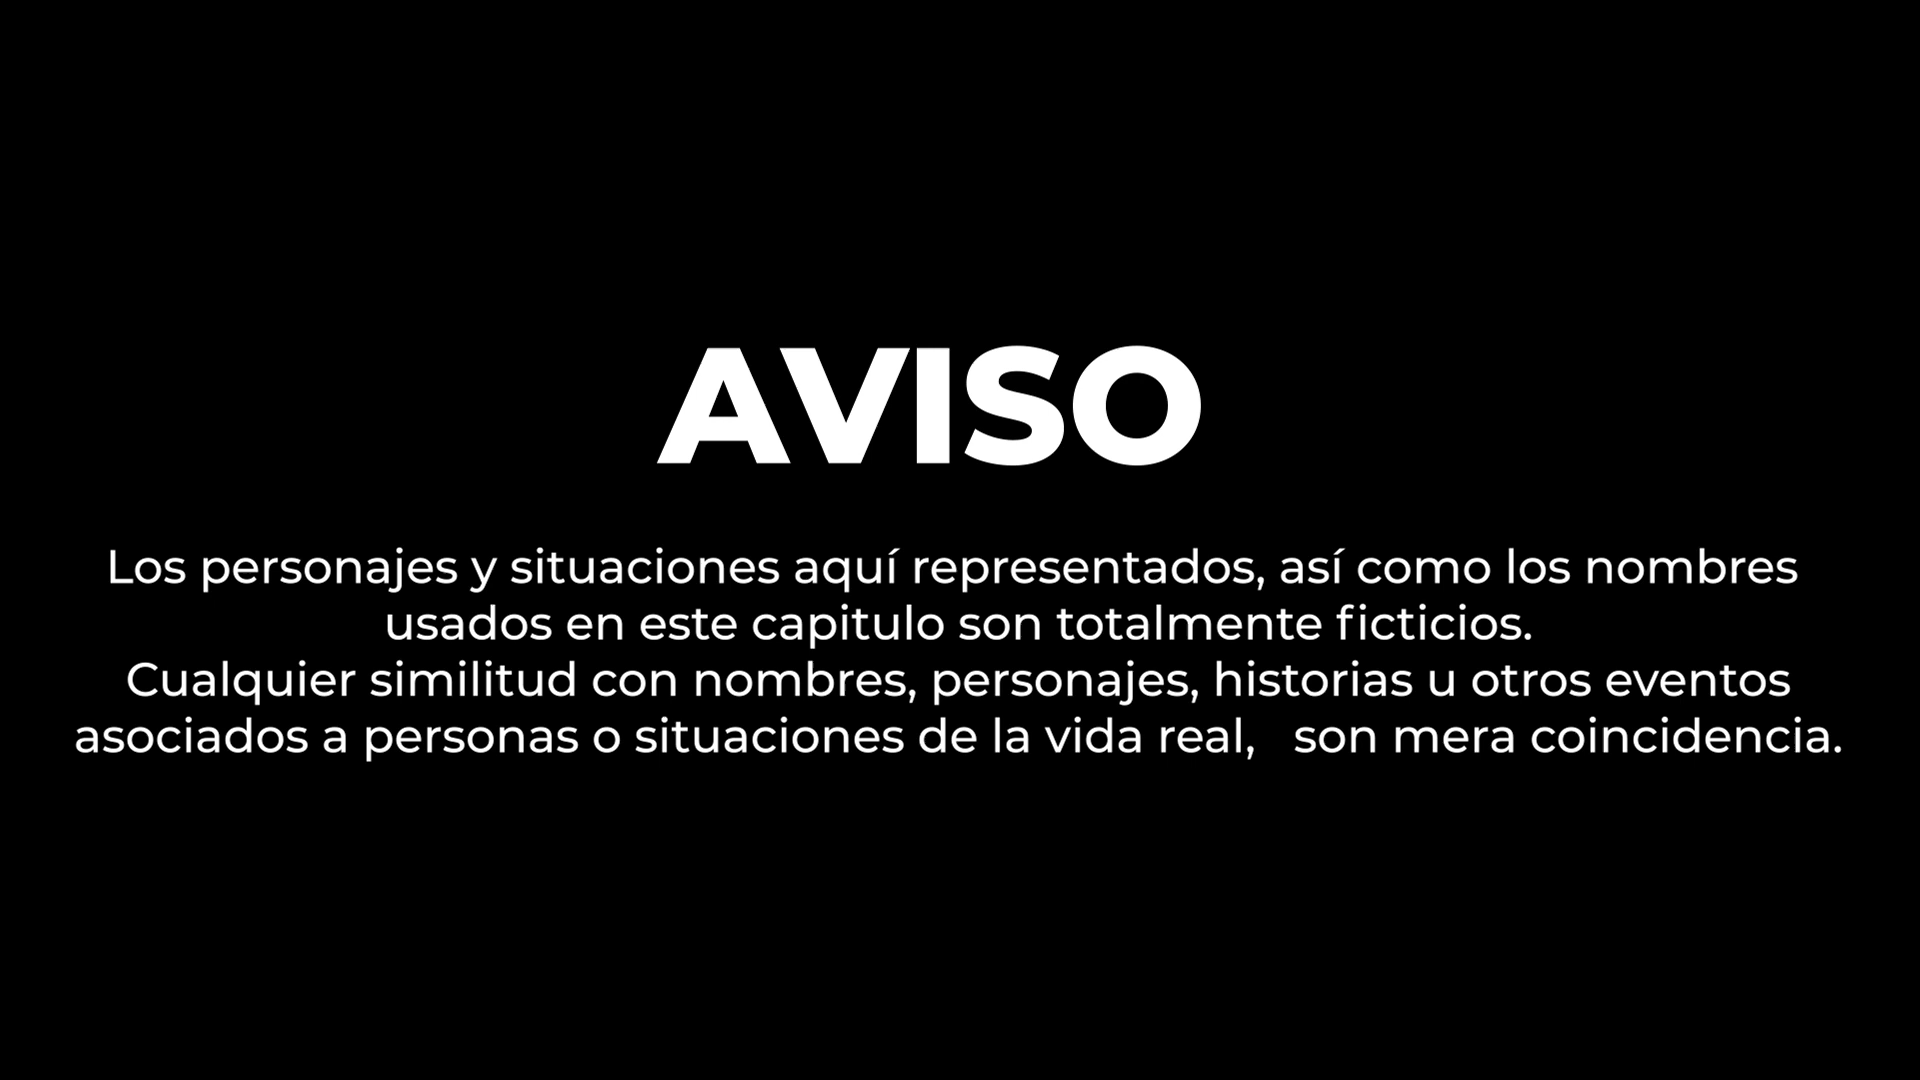 AVISO
Los personajes y situaciones aquí representados, así como los nombres
usados en este capitulo son totalmente ficticios.
Cualquier similitud con nombres, personajes, historias u otros eventos
asociados a personas o situaciones de la vida real,   son mera coincidencia.